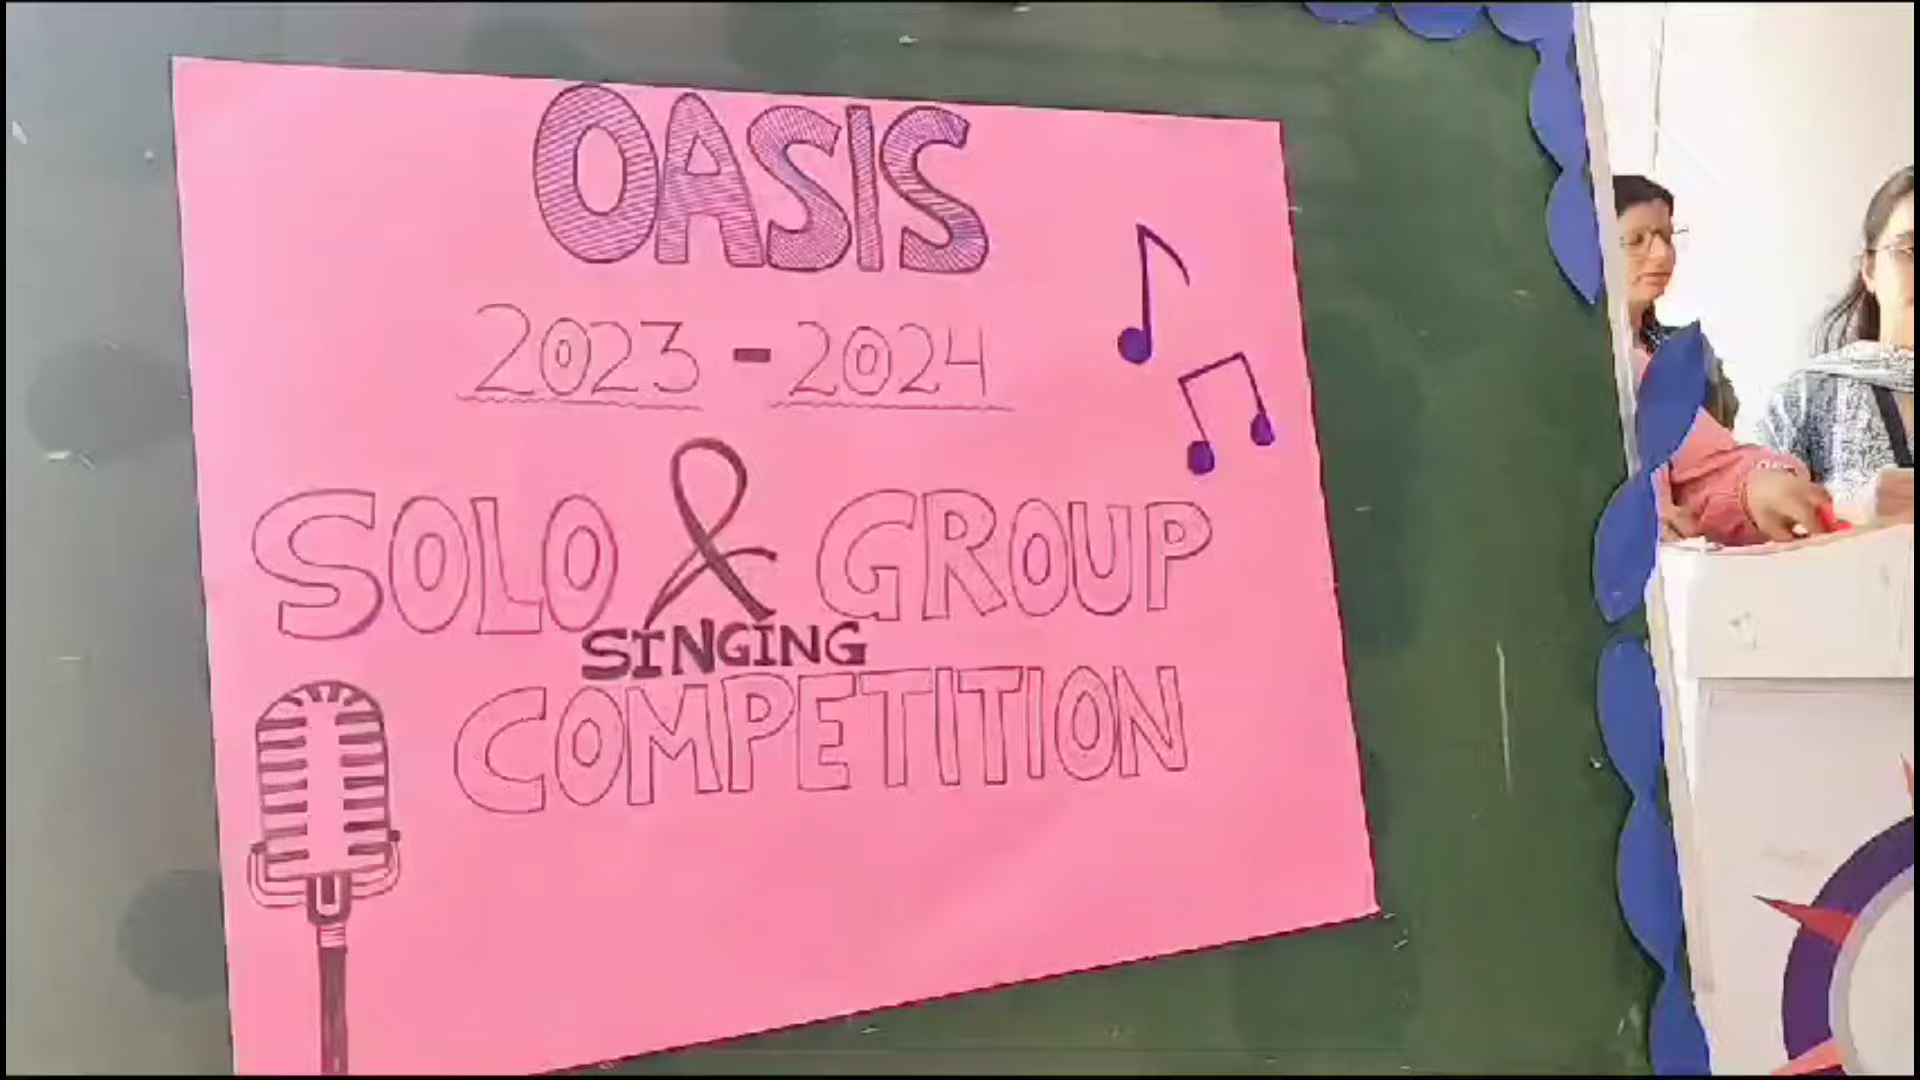 OASIS
2023 - 2024
SOLO & GROUP
SINGING
COMPETITION